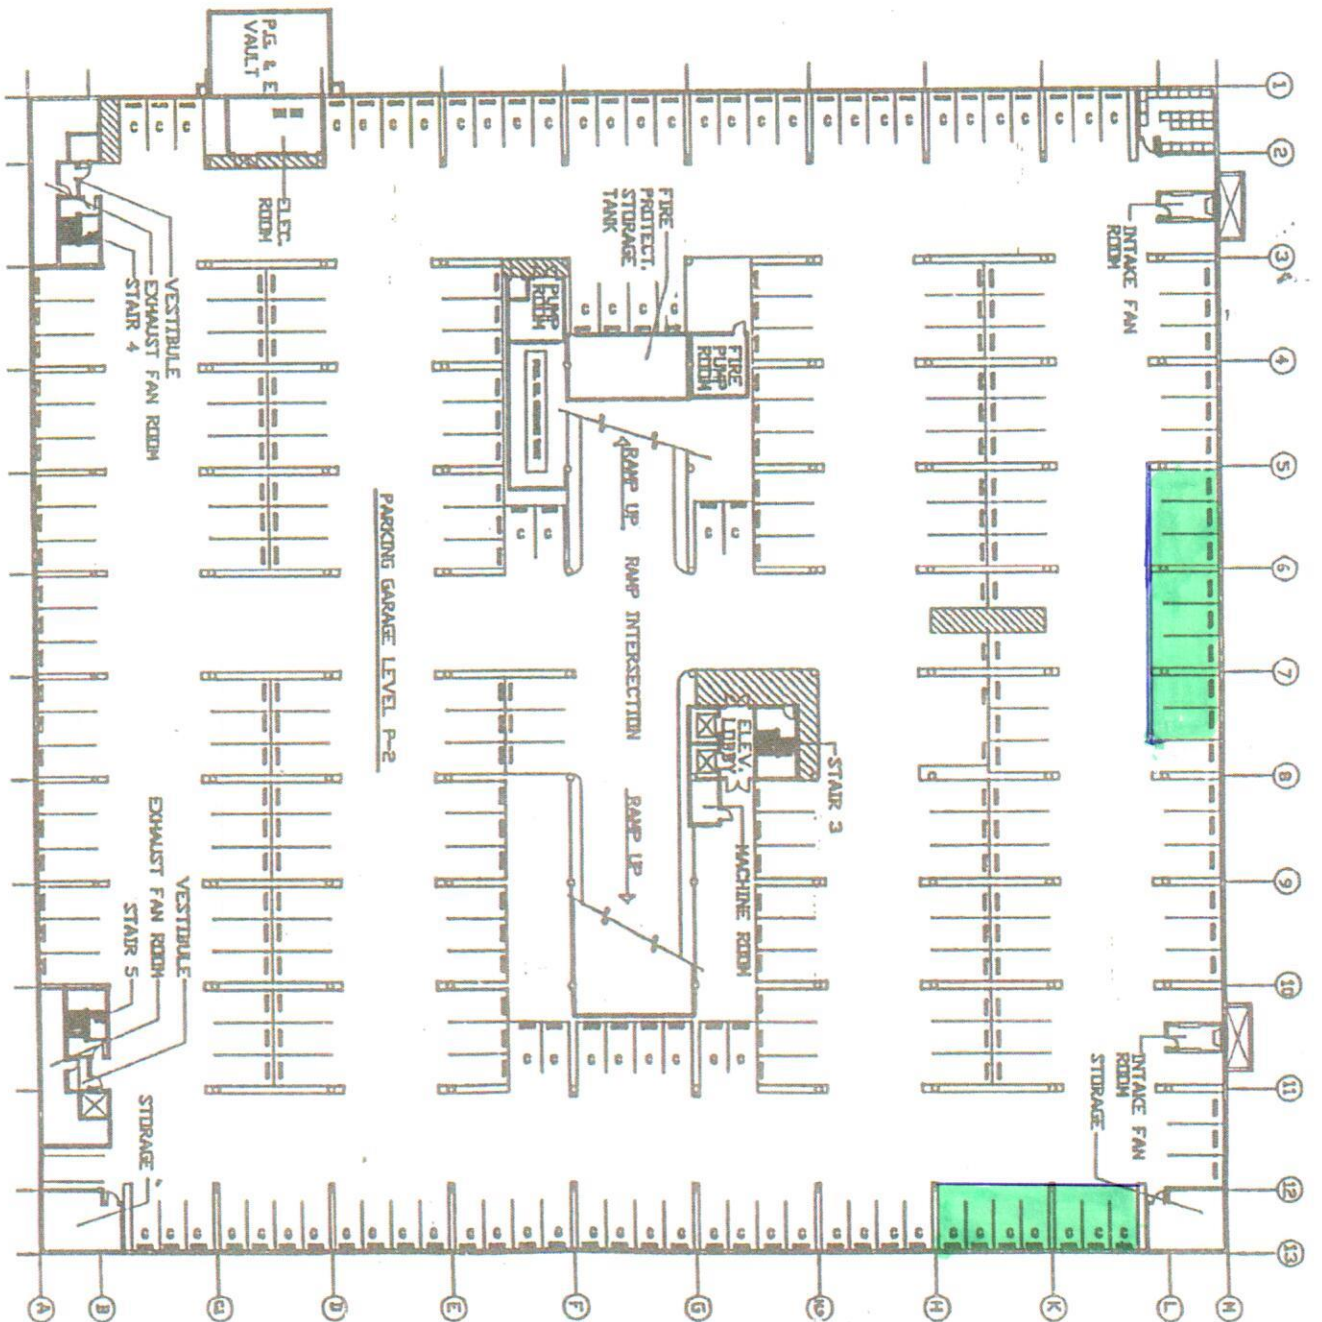 P.G. & E
VAULT
1
2
3
4
5
6
7
8
9
10
11
12
13
ELEC.
ROOM
FIRE
PROTECT.
STORAGE
TANK
INTAKE FAN
ROOM
VESTIBULE
EXHAUST FAN ROOM
STAIR 4
PUMP
ROOM
FIRE
PUMP
ROOM
RAMP UP
RAMP INTERSECTION
RAMP UP
PARKING GARAGE LEVEL P-2
ELEV.
LOBBY
STAIR 3
MACHINE ROOM
VESTIBULE
EXHAUST FAN ROOM
STAIR 5
STORAGE
INTAKE FAN
ROOM
STORAGE
A
B
D
E
F
G
H
K
L
M